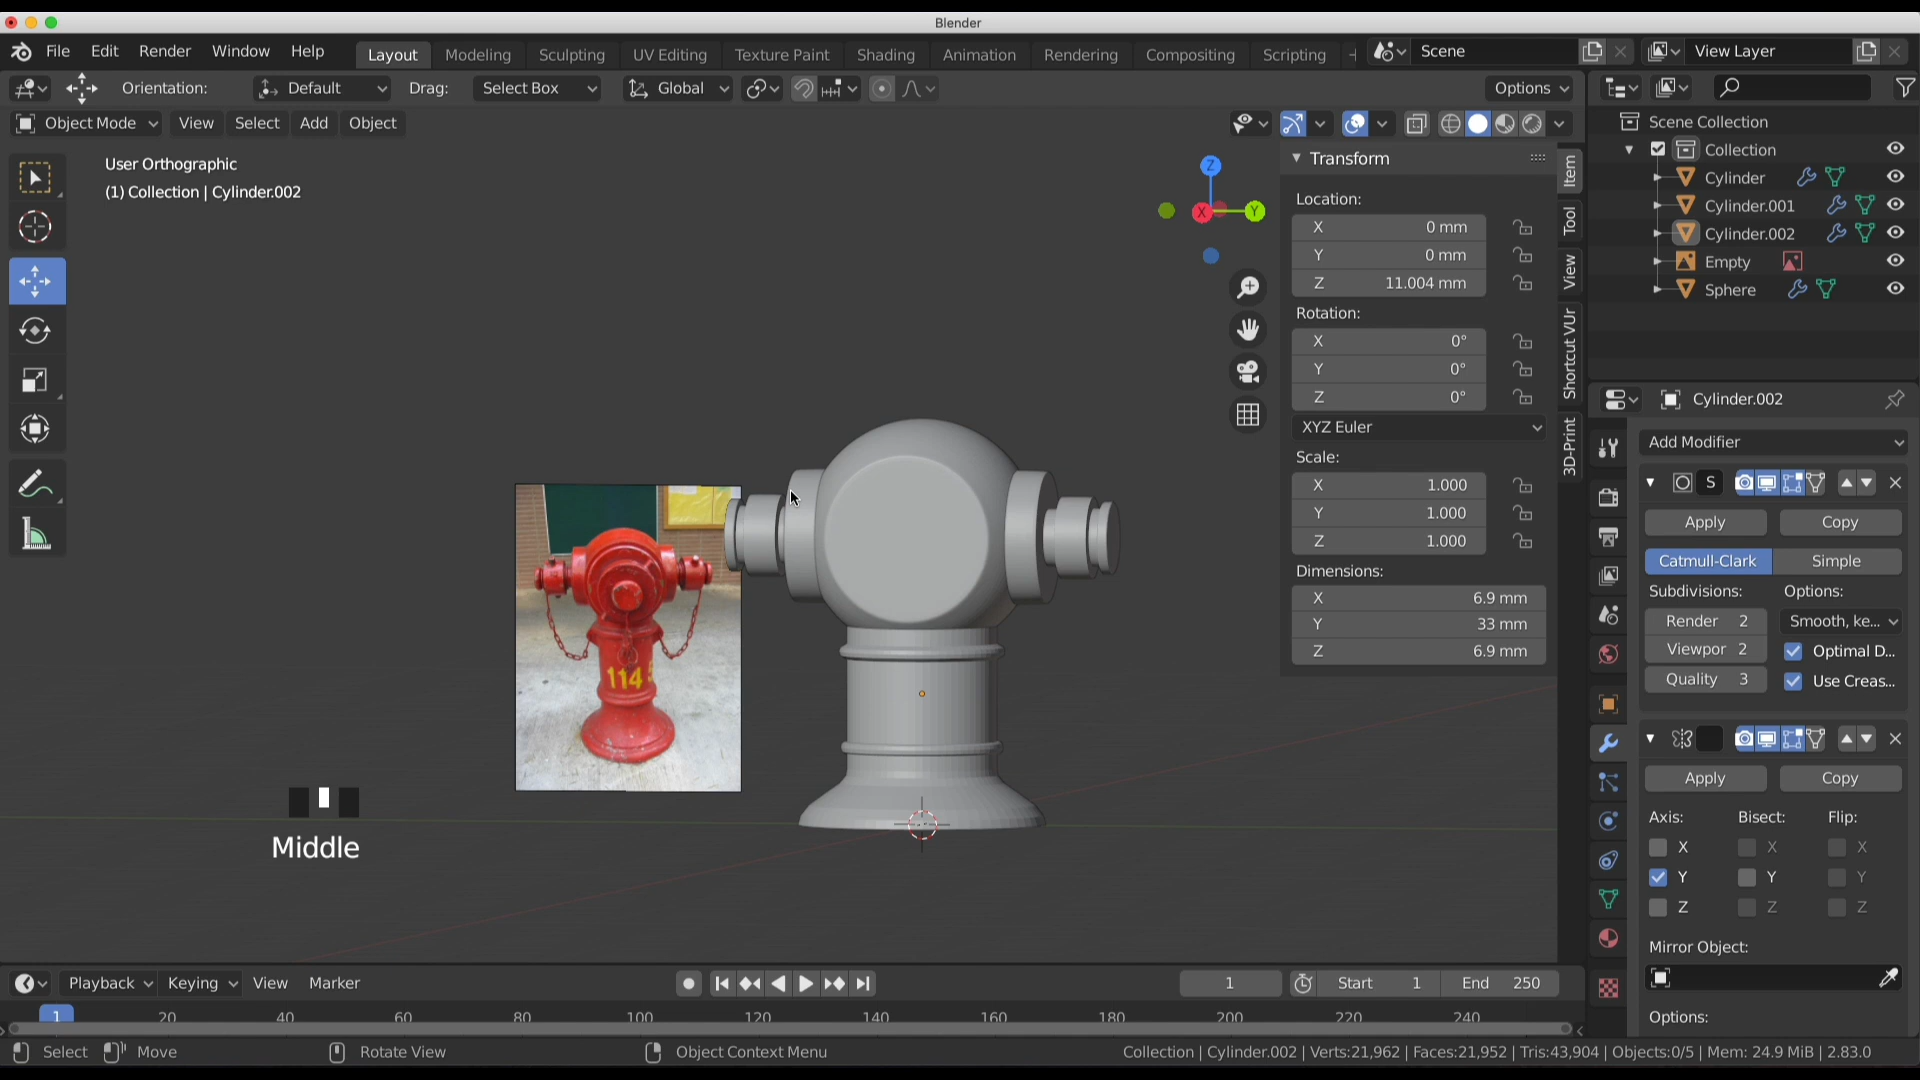 Blender
File Edit Render Window Help Layout Modeling Sculpting UV Editing Texture Paint Shading Animation Rendering Compositing Scripting Scene View Layer
Orientation: Default Drag: Select Box Global Options
Object Mode View Select Add Object
User Orthographic
(1) Collection | Cylinder.002
Z
X
Y
Transform
Location:
X 0 mm
Y 0 mm
Z 11.004 mm
Rotation:
X 0°
Y 0°
Z 0°
XYZ Euler
Scale:
X 1.000
Y 1.000
Z 1.000
Dimensions:
X 6.9 mm
Y 33 mm
Z 6.9 mm
Item
Tool
View
Shortcut VUr
3D-Print
Scene Collection
Collection
Cylinder
Cylinder.001
Cylinder.002
Empty
Sphere
Cylinder.002
Add Modifier
S
Apply Copy
Catmull-Clark Simple
Subdivisions: Options:
Render 2 Smooth, ke...
Viewpor 2 Optimal D...
Quality 3 Use Creas...
Apply Copy
Axis: Bisect: Flip:
X X X
Y Y Y
Z Z Z
Mirror Object:
Options:
114
Middle
Playback Keying View Marker 1 Start 1 End 250
1 20 40 60 80 100 120 140 160 180 200 220 240
Select Move Rotate View Object Context Menu Collection | Cylinder.002 | Verts:21,962 | Faces:21,952 | Tris:43,904 | Objects:0/5 | Mem: 24.9 MiB | 2.83.0